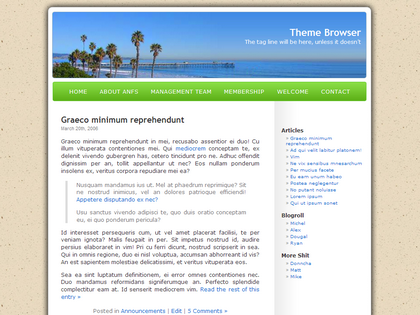 Theme Browser
The tag line will be here, unless it doesn't
HOME ABOUT ANFS MANAGEMENT TEAM MEMBERSHIP WELCOME CONTACT
Graeco minimum reprehendunt
March 29th, 2006
Graeco minimum reprehendunt in mei, recusabo assentior ei duo! Cu
illum vituperata contentiones mei. Quo mediocrem conceptam te, ex
delenit vivendo gubergren has, cetero tincidunt pro ne. Adhuc offendit
dignissim per an, tollit appellantur ut nec? Eos nullam ponderum
insolens ex, veritus corpora repudiare mei ea?
Nusquam mandamus ius ut. Mel at phaedrum reprimique? Sit
ne nostrud inimicus, vel an dolores patrioque efficiendi!
Appetere disputando ex nec?
Usu sanctus vivendo adipisci te, quo duis oratio conceptam
eu, ei quo ponderum pericula?
Id interesset persequeris cum, ut vel amet placerat facilisi, te per
veniam ignota? Malis feugait in per. Sit impetus nostrud id, audire
persius elaboraret in vim! Pri cu ferri dicunt, nostrud scripserit in sea.
Qui in omnis regione, duo ei nisl voluptua, accumsan abhorreant id vis?
An est sapientem molestiae delicatissimi, et veritus vituperata eos.
Sea ea sint luptatum definitionem, ei error omnes contentiones nec.
Duo mandamus reformidans signiferumque an. Perfecto splendide
complectitur eam at. Id senserit mediocrem vim. Read the rest of this
entry »
Posted in Announcements | Edit | 5 Comments »
Articles
Graeco minimum
reprehendunt
Ad qui velit habitur platonem!
Vim
Ne vix sensibus mnesarchum
Per mucius facete
Eu eam unum habeo
Postea neglegentur
No putant noluisse
Lorem Ipsum
Qui ut ipsum sonet
Blogroll
Michel
Alex
Dougal
Ryan
More Shit
Donncha
Matt
Mike